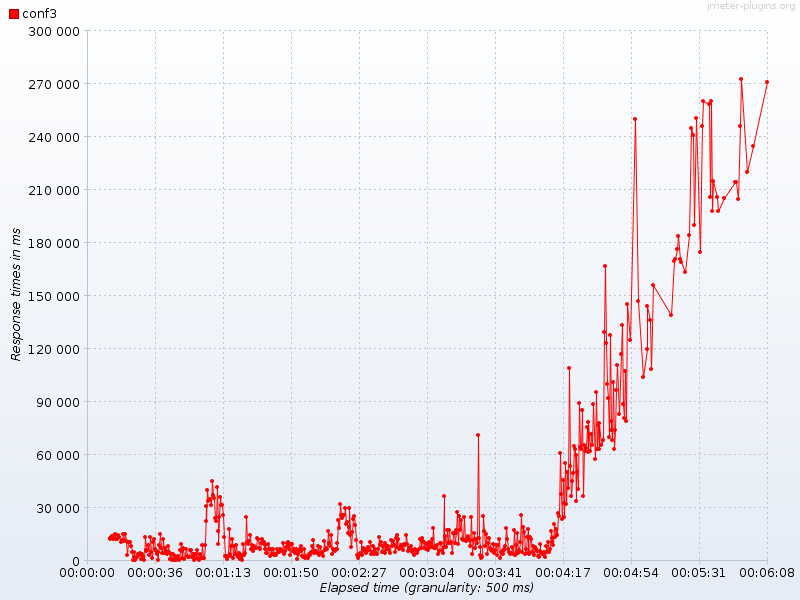 jmeter-plugins.org
conf3
300 000
270 000
240 000
210 000
180 000
150 000
120 000
90 000
60 000
30 000
0
Response times in ms
00:00:00 00:00:36 00:01:13 00:01:50 00:02:27 00:03:04 00:03:41 00:04:17 00:04:54 00:05:31 00:06:08
Elapsed time (granularity: 500 ms)